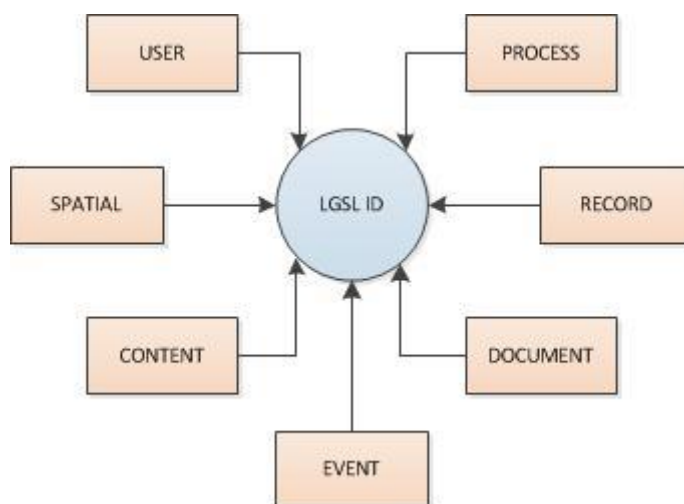 USER
PROCESS
SPATIAL
LGSL ID
RECORD
CONTENT
DOCUMENT
EVENT